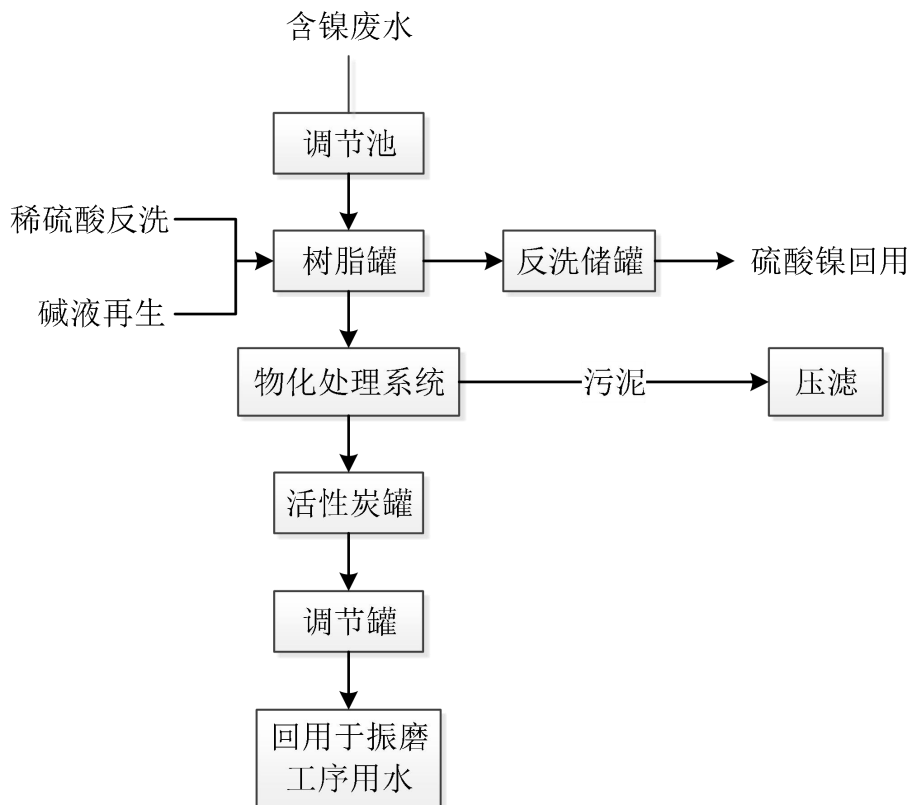 含镍废水
调节池
稀硫酸反洗
树脂罐
反洗储罐
硫酸镍回用
碱液再生
物化处理系统
污泥
压滤
活性炭罐
调节罐
回用于振磨
工序用水